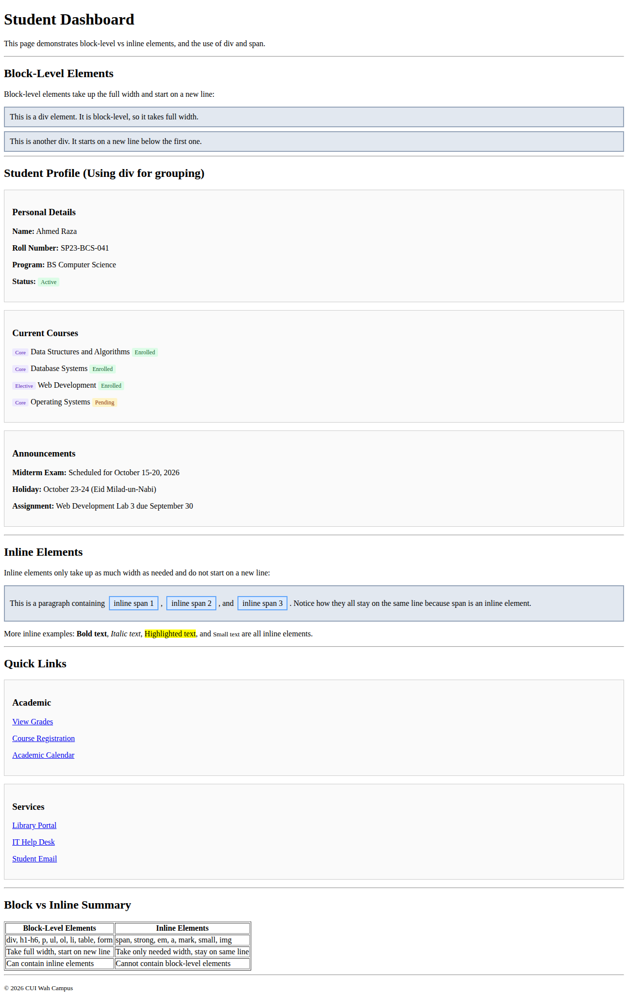 Student Dashboard
This page demonstrates block-level vs inline elements, and the use of div and span.
Block-Level Elements
Block-level elements take up the full width and start on a new line:
This is a div element. It is block-level, so it takes full width.
This is another div. It starts on a new line below the first one.
Student Profile (Using div for grouping)
Personal Details
Name: Ahmed Raza
Roll Number: SP23-BCS-041
Program: BS Computer Science
Status: Active
Current Courses
Core Data Structures and Algorithms Enrolled
Core Database Systems Enrolled
Elective Web Development Enrolled
Core Operating Systems Pending
Announcements
Midterm Exam: Scheduled for October 15-20, 2026
Holiday: October 23-24 (Eid Milad-un-Nabi)
Assignment: Web Development Lab 3 due September 30
Inline Elements
Inline elements only take up as much width as needed and do not start on a new line:
This is a paragraph containing inline span 1 , inline span 2 , and inline span 3 . Notice how they all stay on the same line because span is an inline element.
More inline examples: Bold text, Italic text, Highlighted text, and Small text are all inline elements.
Quick Links
Academic
View Grades
Course Registration
Academic Calendar
Services
Library Portal
IT Help Desk
Student Email
Block vs Inline Summary
Block-Level Elements Inline Elements
div, h1-h6, p, ul, ol, li, table, form span, strong, em, a, mark, small, img
Take full width, start on new line Take only needed width, stay on same line
Can contain inline elements Cannot contain block-level elements
© 2026 CUI Wah Campus